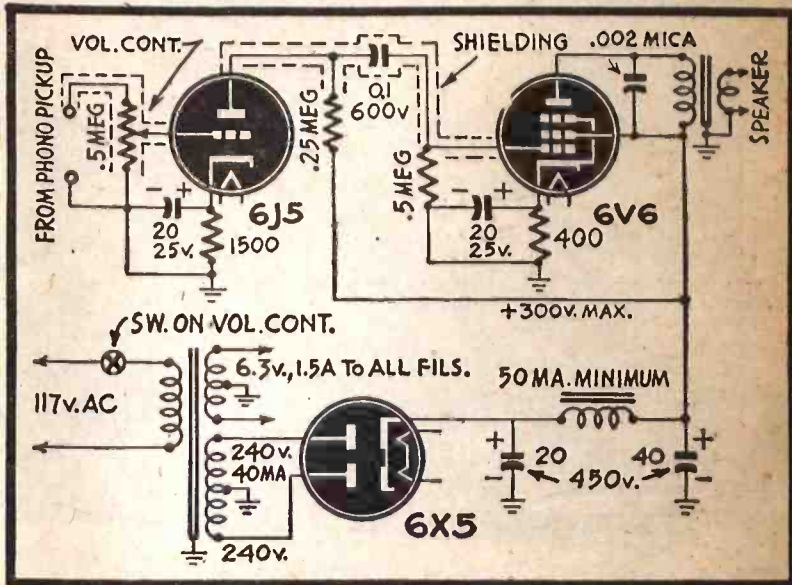 VOL. CONT.
SHIELDING
.002 MICA
FROM PHONO PICKUP
.5 MEG
.25 MEG
0.1
600v
.5 MEG
SPEAKER
20
25v.
6J5
1500
20
25v.
6V6
400
+300V. MAX.
SW. ON VOL. CONT.
117v. AC
6.3v., 1.5A TO ALL FILS.
50 MA. MINIMUM
240v.
40MA
240v.
6X5
20
450v.
40